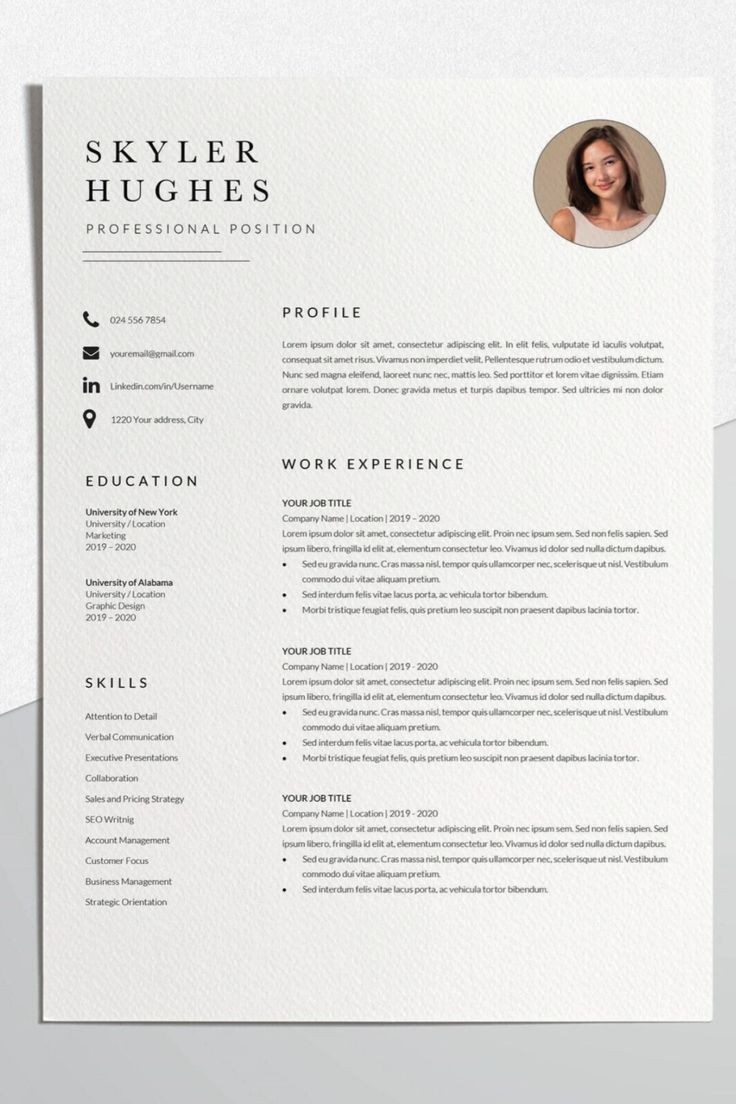 SKYLER
HUGHES
PROFESSIONAL POSITION
024 556 7854
youremail@gmail.com
Linkedin.com/in/Username
1220 Your address, City
EDUCATION
University of New York
University / Location
Marketing
2019 – 2020
University of Alabama
University / Location
Graphic Design
2019 – 2020
SKILLS
Attention to Detail
Verbal Communication
Executive Presentations
Collaboration
Sales and Pricing Strategy
SEO Writnig
Account Management
Customer Focus
Business Management
Strategic Orientation
PROFILE
Lorem ipsum dolor sit amet, consectetur adipiscing elit. In elit felis, vulputate id iaculis volutpat,
consequat sit amet risus. Vivamus non imperdiet velit. Pellentesque rutrum odio et vestibulum dictum.
Nunc sed magna eleifend, laoreet nunc nec, mattis leo. Sed porttitor et lorem vitae dignissim. Etiam
ornare volutpat lorem. Donec gravida metus et turpis dapibus tempor. Sed ultricies mi non dolor
gravida.
WORK EXPERIENCE
YOUR JOB TITLE
Company Name | Location | 2019 – 2020
Lorem ipsum dolor sit amet, consectetur adipiscing elit. Proin nec ipsum sem. Sed non felis sapien. Sed
ipsum libero, fringilla id elit at, elementum consectetur leo. Vivamus id dolor sed nulla dictum dapibus.
• Sed eu gravida nunc. Cras massa nisl, tempor quis ullamcorper nec, scelerisque ut nisl. Vestibulum
commodo dui vitae aliquam pretium.
• Sed interdum felis vitae lacus porta, ac vehicula tortor bibendum.
• Morbi tristique feugiat felis, quis pretium leo suscipit non praesent dapibus lacinia tortor.
YOUR JOB TITLE
Company Name | Location | 2019 - 2020
Lorem ipsum dolor sit amet, consectetur adipiscing elit. Proin nec ipsum sem. Sed non felis sapien. Sed
ipsum libero, fringilla id elit at, elementum consectetur leo. Vivamus id dolor sed nulla dictum dapibus.
• Sed eu gravida nunc. Cras massa nisl, tempor quis ullamcorper nec, scelerisque ut nisl. Vestibulum
commodo dui vitae aliquam pretium.
• Sed interdum felis vitae lacus porta, ac vehicula tortor bibendum.
• Morbi tristique feugiat felis, quis pretium leo suscipit non praesent dapibus lacinia tortor.
YOUR JOB TITLE
Company Name | Location | 2019 - 2020
Lorem ipsum dolor sit amet, consectetur adipiscing elit. Proin nec ipsum sem. Sed non felis sapien. Sed
ipsum libero, fringilla id elit at, elementum consectetur leo. Vivamus id dolor sed nulla dictum dapibus.
• Sed eu gravida nunc. Cras massa nisl, tempor quis ullamcorper nec, scelerisque ut nisl. Vestibulum
commodo dui vitae aliquam pretium.
• Sed interdum felis vitae lacus porta, ac vehicula tortor bibendum.